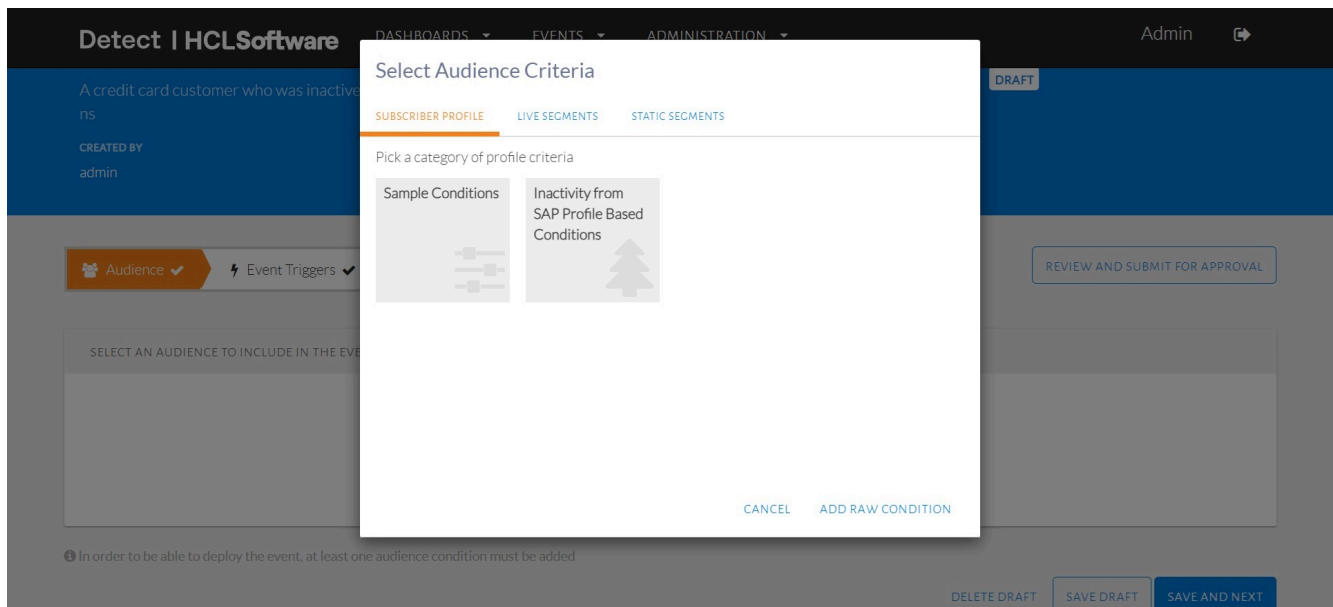 Detect | HCLSoftware
DASHBOARDS EVENTS ADMINISTRATION
Admin
A credit card customer who was inactive
ns
DRAFT
CREATED BY
admin
Select Audience Criteria
SUBSCRIBER PROFILE LIVE SEGMENTS STATIC SEGMENTS
Pick a category of profile criteria
Sample Conditions
Inactivity from
SAP Profile Based
Conditions
Audience Event Triggers
REVIEW AND SUBMIT FOR APPROVAL
SELECT AN AUDIENCE TO INCLUDE IN THE EVE
CANCEL ADD RAW CONDITION
In order to be able to deploy the event, at least one audience condition must be added
DELETE DRAFT SAVE DRAFT SAVE AND NEXT